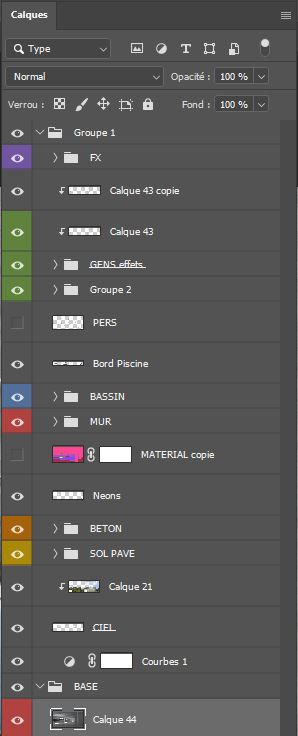 Calques
Type
Normal Opacité : 100 %
Verrou : Fond : 100 %
Groupe 1
FX
Calque 43 copie
Calque 43
GENS effets
Groupe 2
PERS
Bord Piscine
BASSIN
MUR
MATERIAL copie
Neons
BETON
SOL PAVE
Calque 21
CIEL
Courbes 1
BASE
Calque 44